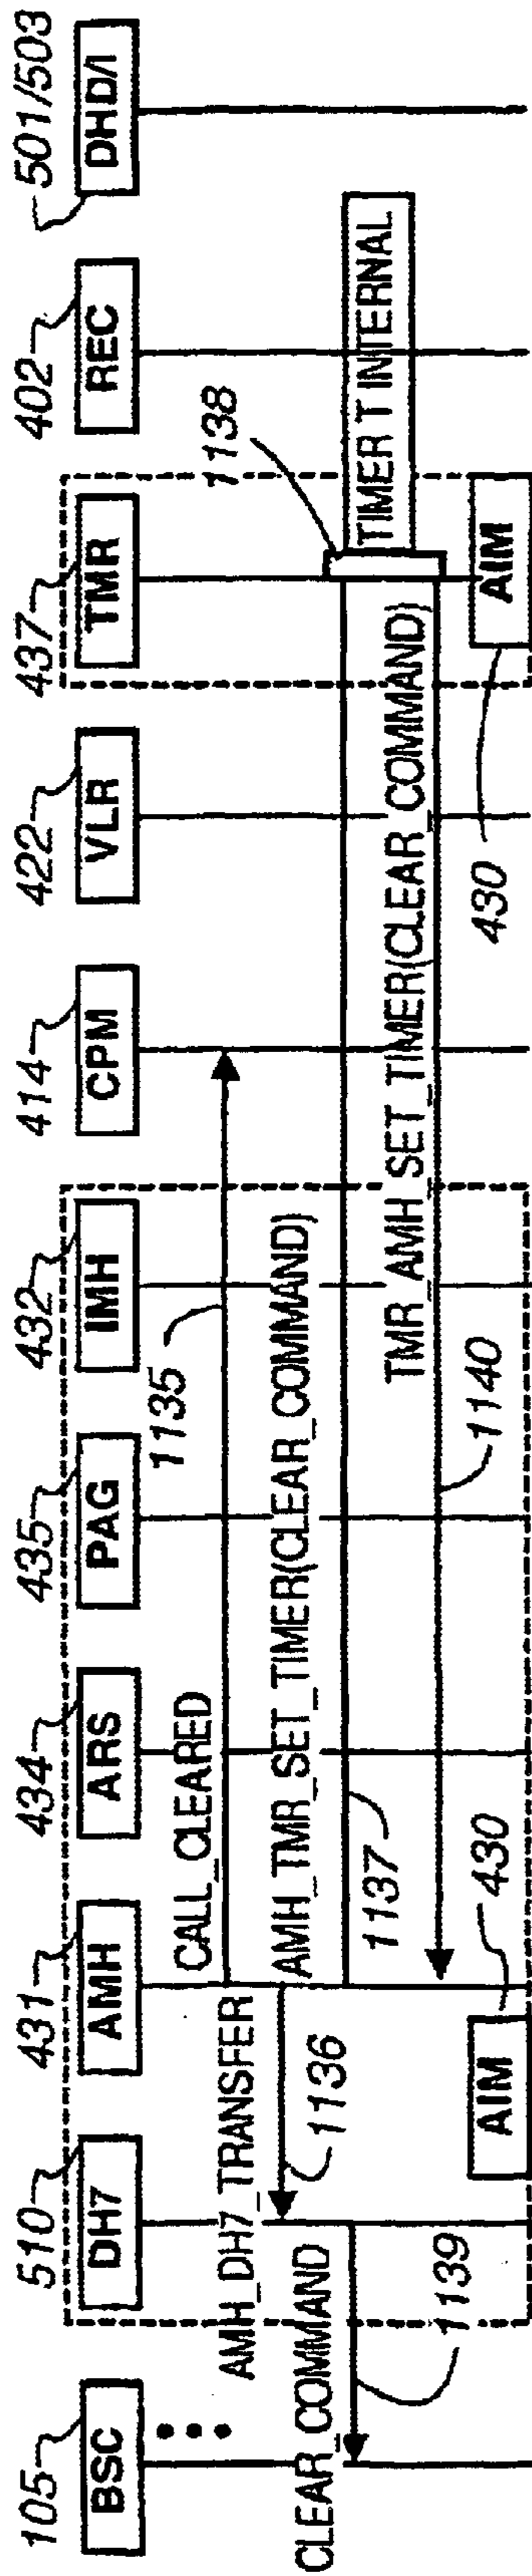 105 510 431 434 435 432 414 422 437 402 501/503
BSC DH7 AMH ARS PAG IMH CPM VLR TMR REC DHD/I
CALL_CLEARED
1135
AMH_DH7_TRANSFER
1136
AMH_TMR_SET_TIMER(CLEAR_COMMAND)
1138
CLEAR_COMMAND
1137
TIMER T INTERNAL
1139
TMR_AMH_SET_TIMER(CLEAR_COMMAND)
1140
430
AIM
430
AIM